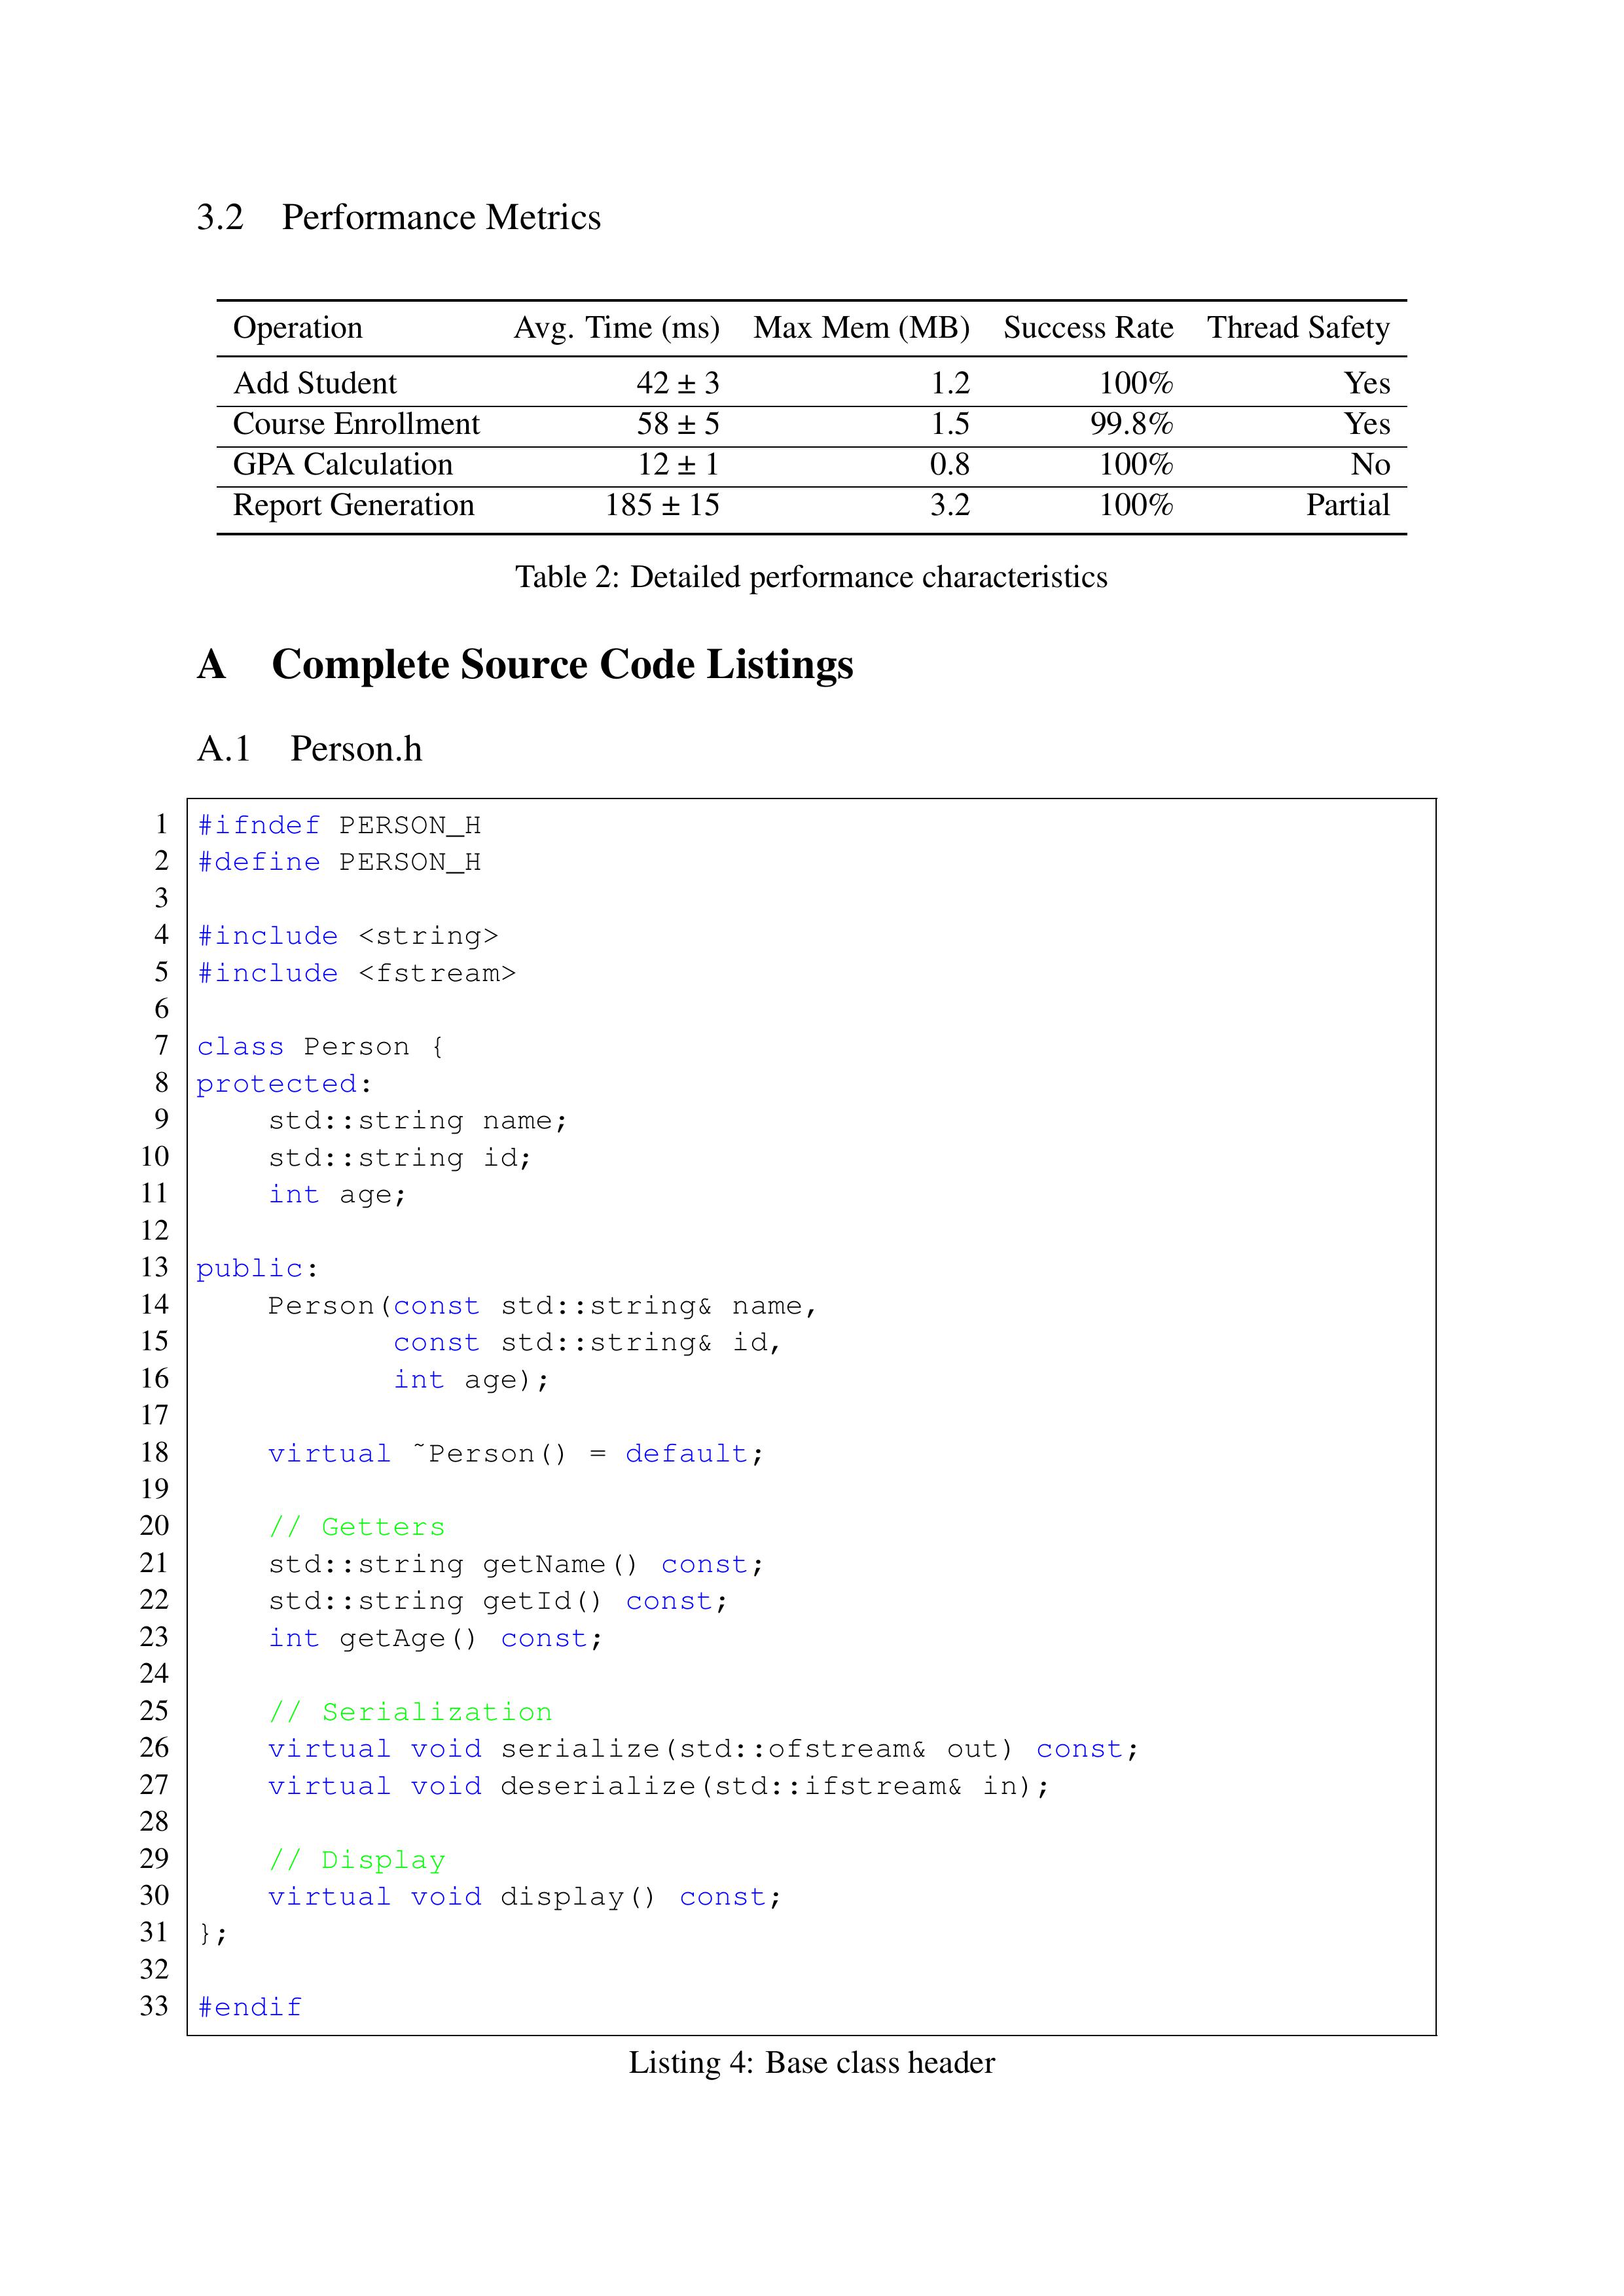 3.2 Performance Metrics
Operation Avg. Time (ms) Max Mem (MB) Success Rate Thread Safety
Add Student 42 ± 3 1.2 100% Yes
Course Enrollment 58 ± 5 1.5 99.8% Yes
GPA Calculation 12 ± 1 0.8 100% No
Report Generation 185 ± 15 3.2 100% Partial
Table 2: Detailed performance characteristics
A Complete Source Code Listings
A.1 Person.h
1 #ifndef PERSON_H
2 #define PERSON_H
3
4 #include <string>
5 #include <fstream>
6
7 class Person {
8 protected:
9     std::string name;
10     std::string id;
11     int age;
12
13 public:
14     Person(const std::string& name,
15            const std::string& id,
16            int age);
17
18     virtual ˜Person() = default;
19
20     // Getters
21     std::string getName() const;
22     std::string getId() const;
23     int getAge() const;
24
25     // Serialization
26     virtual void serialize(std::ofstream& out) const;
27     virtual void deserialize(std::ifstream& in);
28
29     // Display
30     virtual void display() const;
31 };
32
33 #endif
Listing 4: Base class header